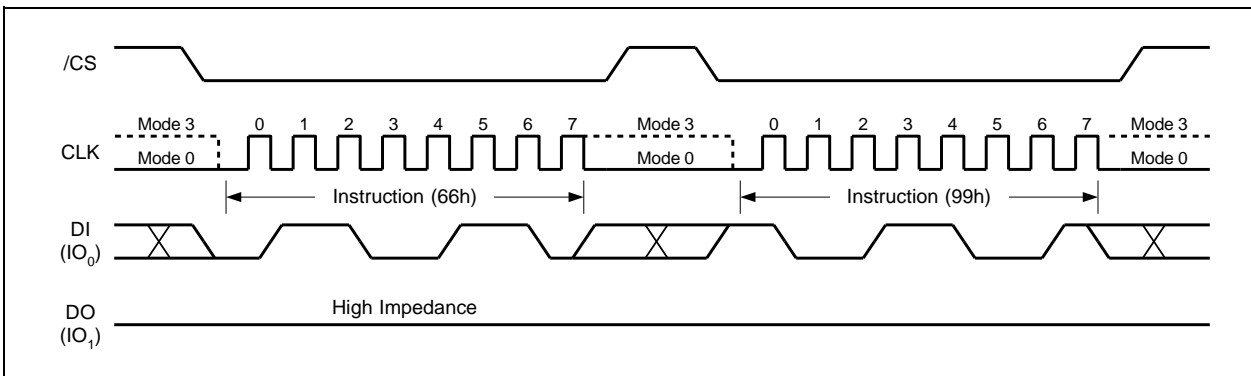 /CS
Mode 3 0 1 2 3 4 5 6 7 Mode 3 0 1 2 3 4 5 6 7 Mode 3
CLK Mode 0 Mode 0 Mode 0
Instruction (66h) Instruction (99h)
DI
(IO0)
DO High Impedance
(IO1)